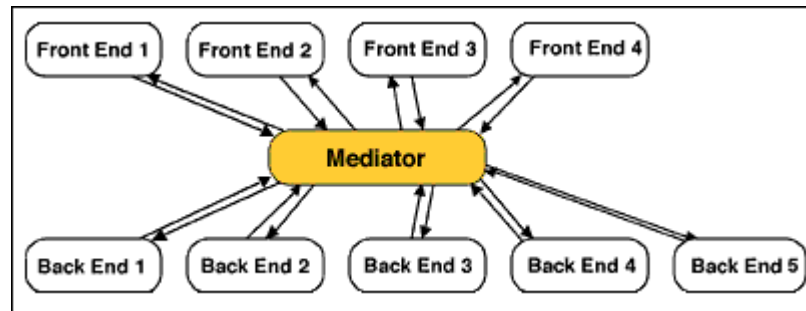 Front End 1
Front End 2
Front End 3
Front End 4
Mediator
Back End 1
Back End 2
Back End 3
Back End 4
Back End 5